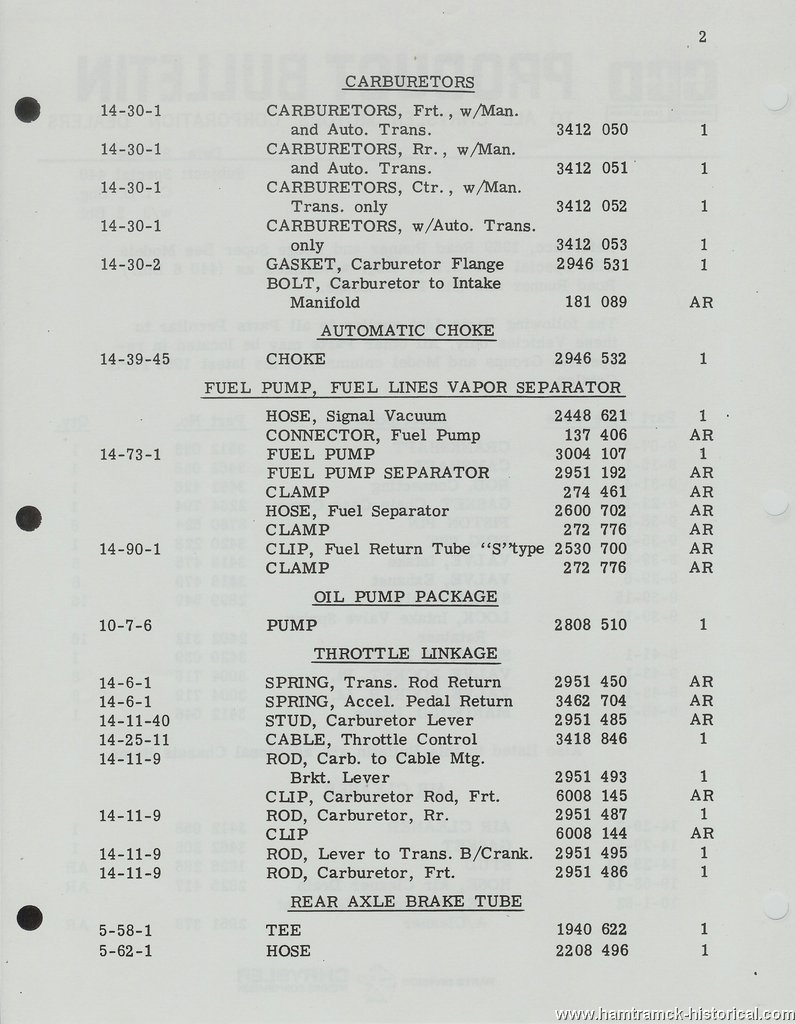 2
CARBURETORS
14-30-1 CARBURETORS, Frt., w/Man.
and Auto. Trans. 3412 050 1
14-30-1 CARBURETORS, Rr., w/Man.
and Auto. Trans. 3412 051 1
14-30-1 CARBURETORS, Ctr., w/Man.
Trans. only 3412 052 1
14-30-1 CARBURETORS, w/Auto. Trans.
only 3412 053 1
14-30-2 GASKET, Carburetor Flange 2946 531 1
BOLT, Carburetor to Intake
Manifold 181 089 AR
AUTOMATIC CHOKE
14-39-45 CHOKE 2946 532 1
FUEL PUMP, FUEL LINES VAPOR SEPARATOR
HOSE, Signal Vacuum 2448 621 1
CONNECTOR, Fuel Pump 137 406 AR
14-73-1 FUEL PUMP 3004 107 1
FUEL PUMP SEPARATOR 2951 192 AR
CLAMP 274 461 AR
HOSE, Fuel Separator 2600 702 AR
CLAMP 272 776 AR
14-90-1 CLIP, Fuel Return Tube "S"type 2530 700 AR
CLAMP 272 776 AR
OIL PUMP PACKAGE
10-7-6 PUMP 2808 510 1
THROTTLE LINKAGE
14-6-1 SPRING, Trans. Rod Return 2951 450 AR
14-6-1 SPRING, Accel. Pedal Return 3462 704 AR
14-11-40 STUD, Carburetor Lever 2951 485 AR
14-25-11 CABLE, Throttle Control 3418 846 1
14-11-9 ROD, Carb. to Cable Mtg.
Brkt. Lever 2951 493 1
CLIP, Carburetor Rod, Frt. 6008 145 AR
14-11-9 ROD, Carburetor, Rr. 2951 487 1
CLIP 6008 144 AR
14-11-9 ROD, Lever to Trans. B/Crank. 2951 495 1
14-11-9 ROD, Carburetor, Frt. 2951 486 1
REAR AXLE BRAKE TUBE
5-58-1 TEE 1940 622 1
5-62-1 HOSE 2208 496 1
www.hamtramck-historical.com